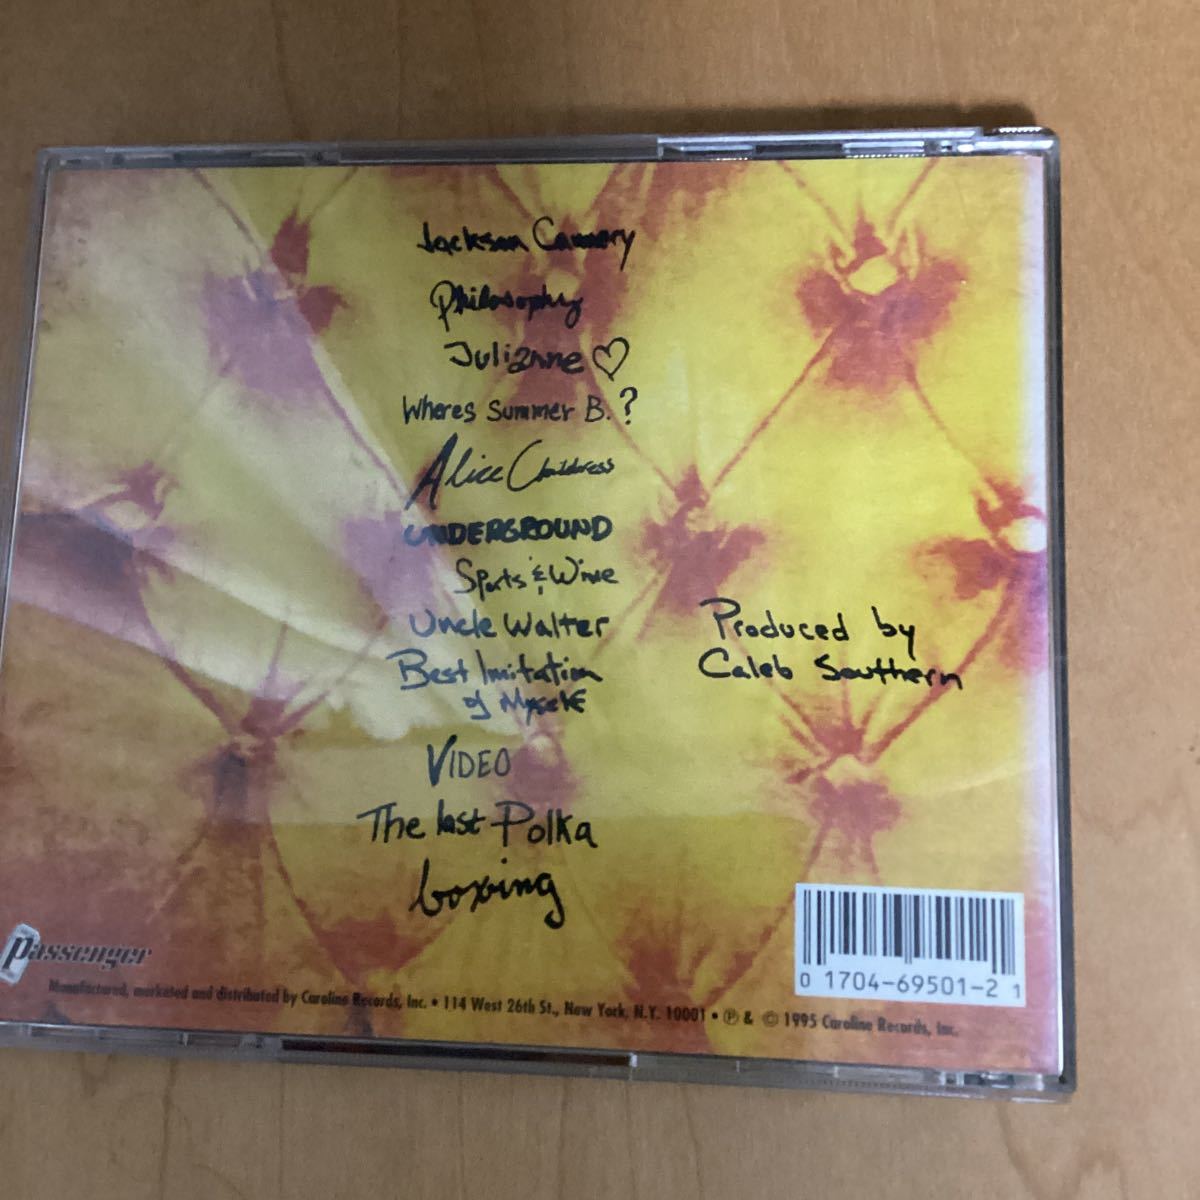 Jackson Cannery
Philosophy
Julianne ♡
Wheres Summer B.?
Alice Childress
UNDERGROUND
Sports & Wine
Uncle Walter
Best Imitation
of Myself
VIDEO
The last Polka
boxing
Produced by
Caleb Southern
Passenger
Manufactured, marketed and distributed by Caroline Records, Inc. • 114 West 26th St., New York, N.Y. 10001 • ℗ & © 1995 Caroline Records, Inc.
0 1704-69501-2 1